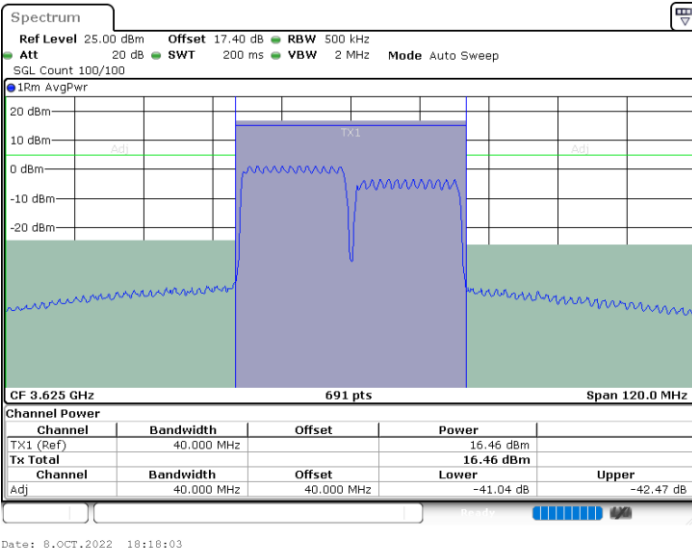 Spectrum
Ref Level 25.00 dBm Offset 17.40 dB RBW 500 kHz
Att 20 dB SWT 200 ms VBW 2 MHz Mode Auto Sweep
SGL Count 100/100
1Rm AvgPwr
20 dBm
TX1
10 dBm
Adj Adj
0 dBm
-10 dBm
-20 dBm
CF 3.625 GHz 691 pts Span 120.0 MHz
Channel Power
Channel Bandwidth Offset Power
TX1 (Ref) 40.000 MHz 16.46 dBm
Tx Total 16.46 dBm
Channel Bandwidth Offset Lower Upper
Adj 40.000 MHz 40.000 MHz -41.04 dB -42.47 dB
Ready
Date: 8.OCT.2022 18:18:03